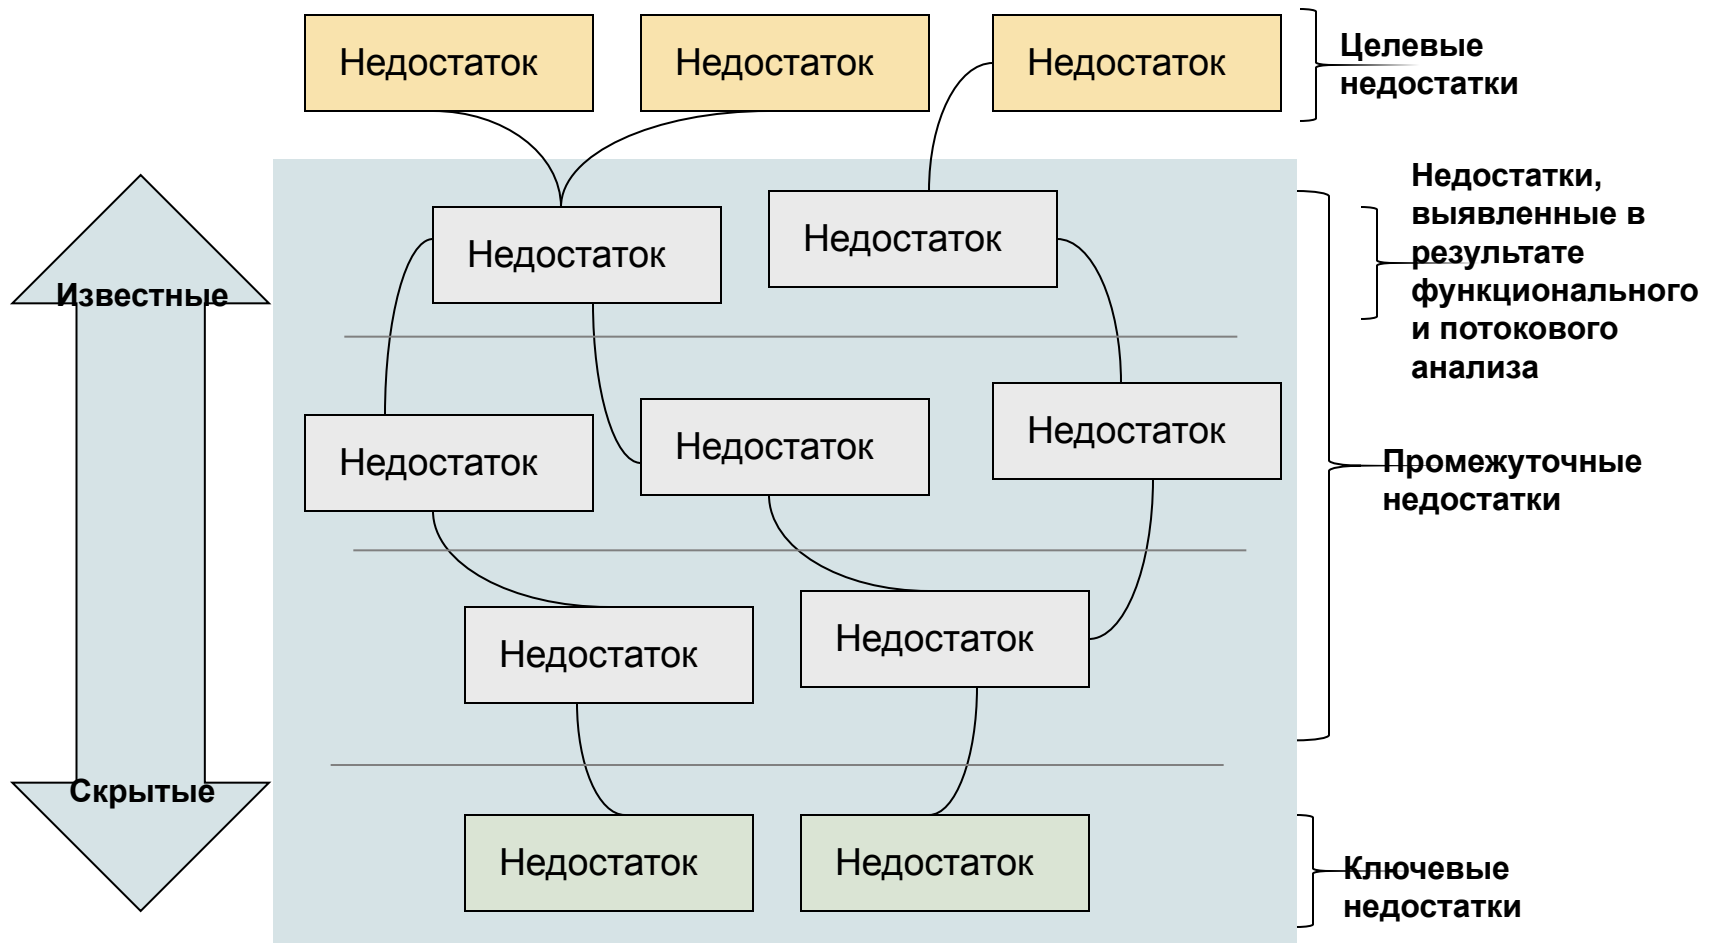 Недостаток
Недостаток
Недостаток
Целевые
недостатки
Недостатки,
выявленные в
результате
функционального
и потокового
анализа
Недостаток
Недостаток
Известные
Недостаток
Недостаток
Недостаток
Промежуточные
недостатки
Недостаток
Недостаток
Скрытые
Недостаток
Недостаток
Ключевые
недостатки